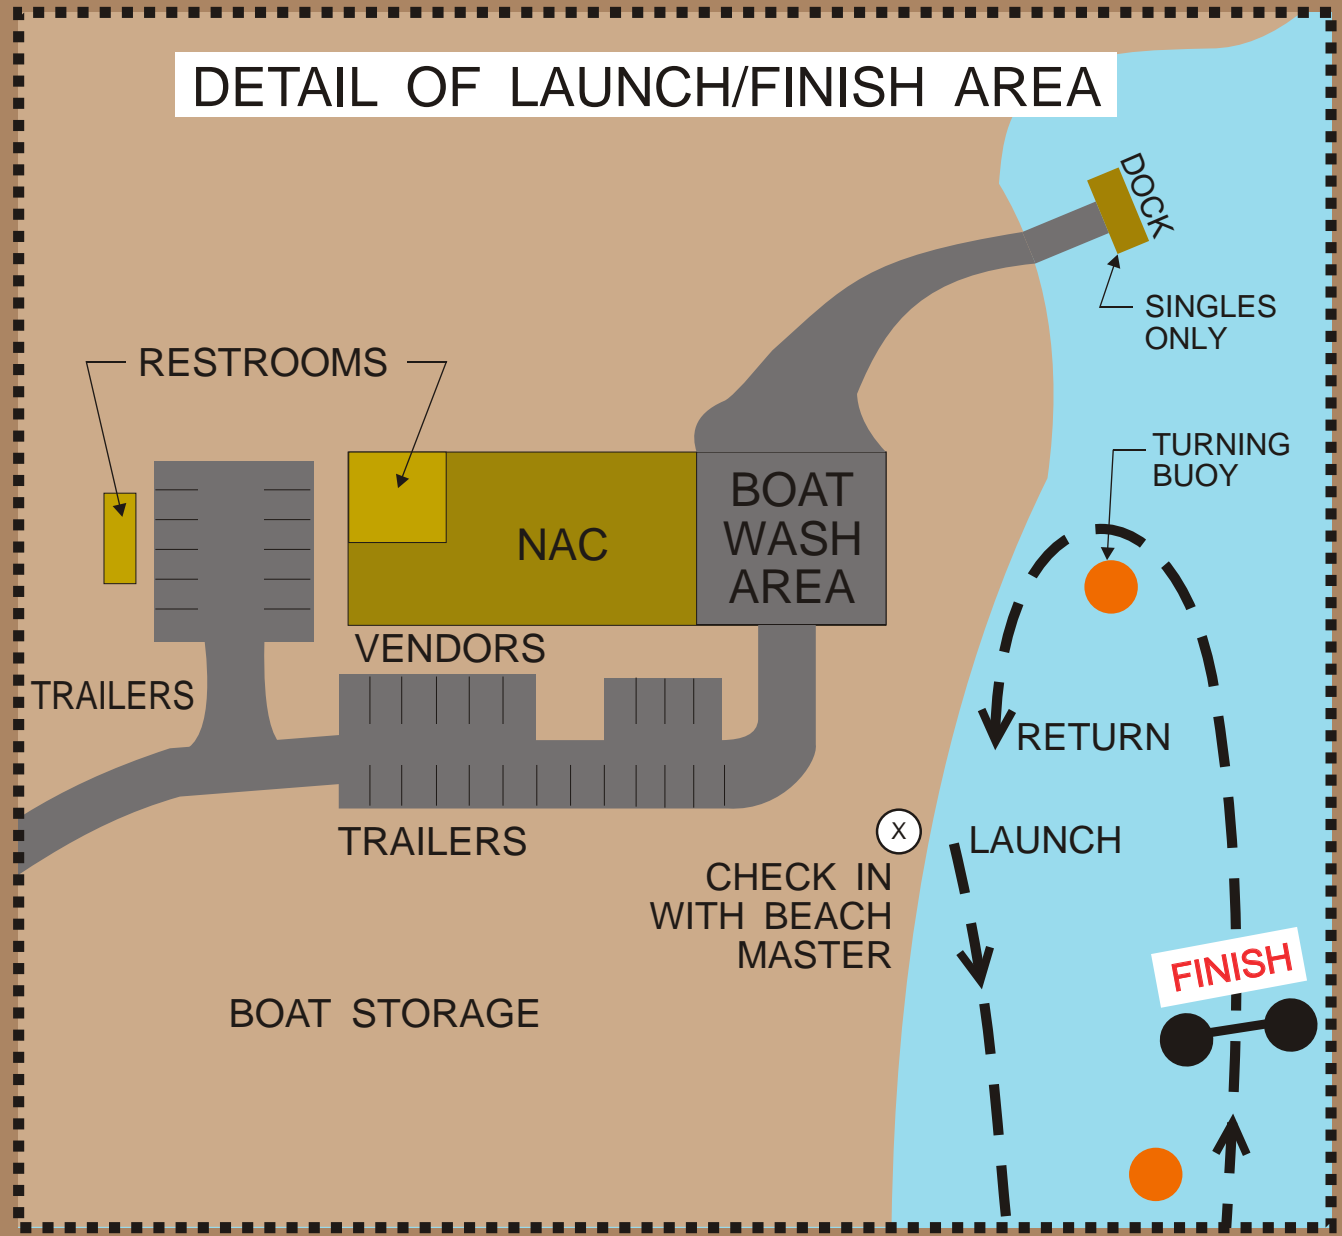 DETAIL OF LAUNCH/FINISH AREA
DOCK
SINGLES
ONLY
RESTROOMS
TURNING
BUOY
BOAT
WASH
AREA
NAC
VENDORS
TRAILERS
RETURN
X
LAUNCH
TRAILERS
CHECK IN
WITH BEACH
MASTER
FINISH
BOAT STORAGE